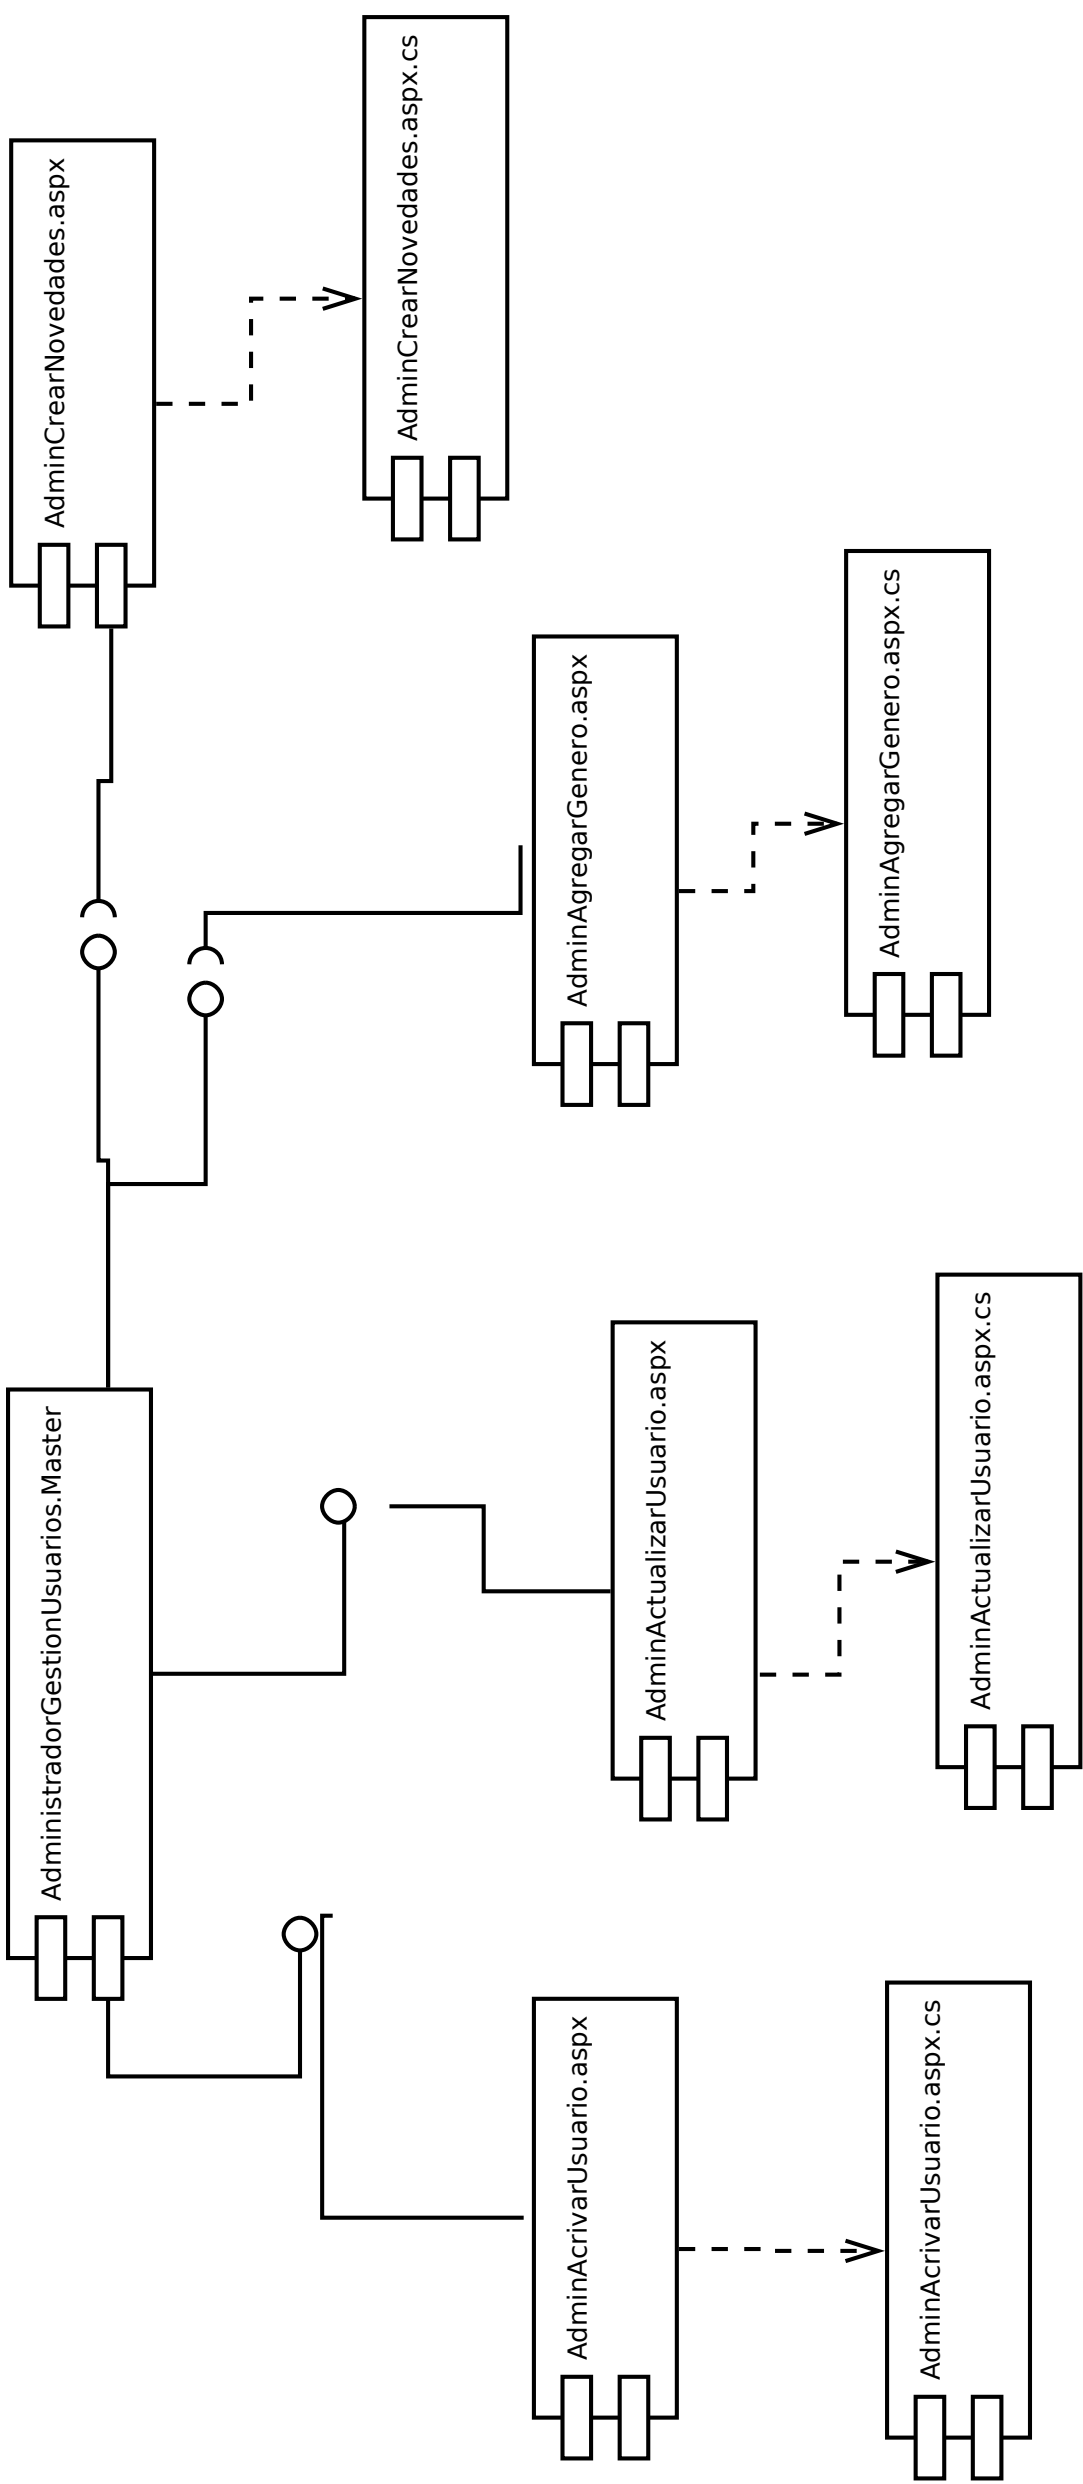 AdminCrearNovedades.aspx
AdminCrearNovedades.aspx.cs
AdminAgregarGenero.aspx
AdminAgregarGenero.aspx.cs
AdministradorGestionUsuarios.Master
AdminActualizarUsuario.aspx
AdminActualizarUsuario.aspx.cs
AdminAcrivarUsuario.aspx
AdminAcrivarUsuario.aspx.cs